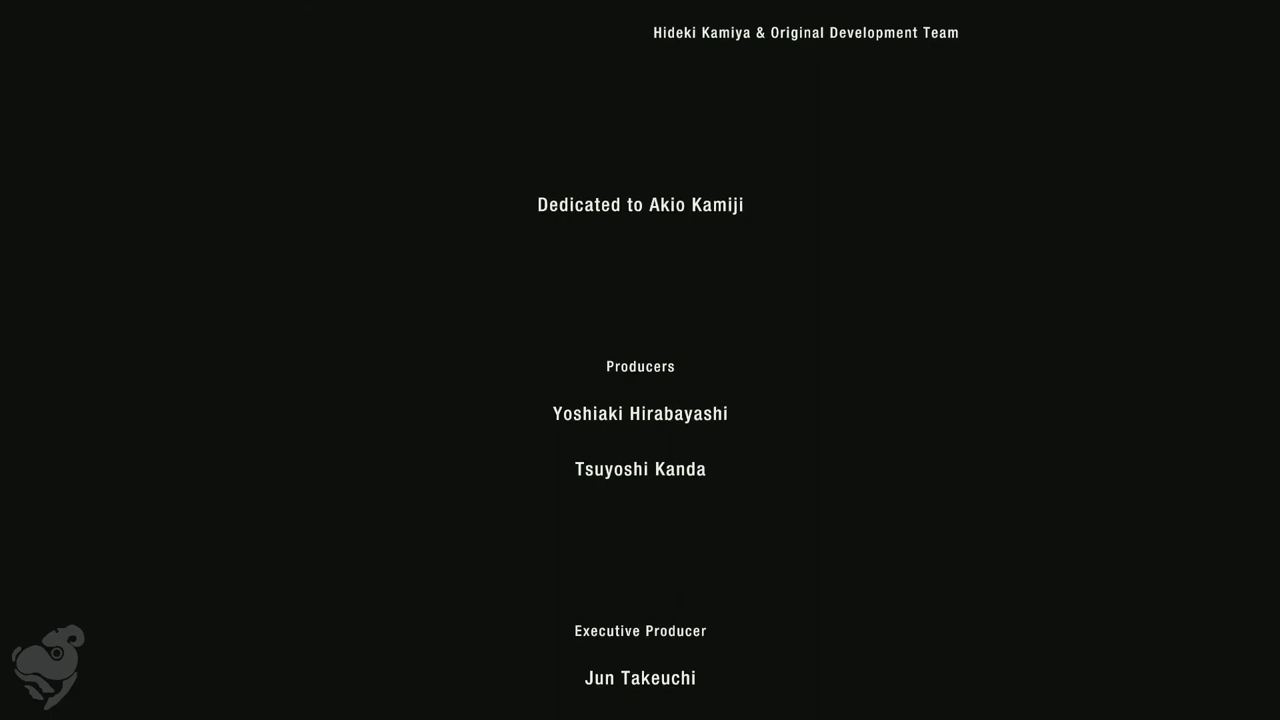 Hideki Kamiya & Original Development Team
Dedicated to Akio Kamiji
Producers
Yoshiaki Hirabayashi
Tsuyoshi Kanda
Executive Producer
Jun Takeuchi